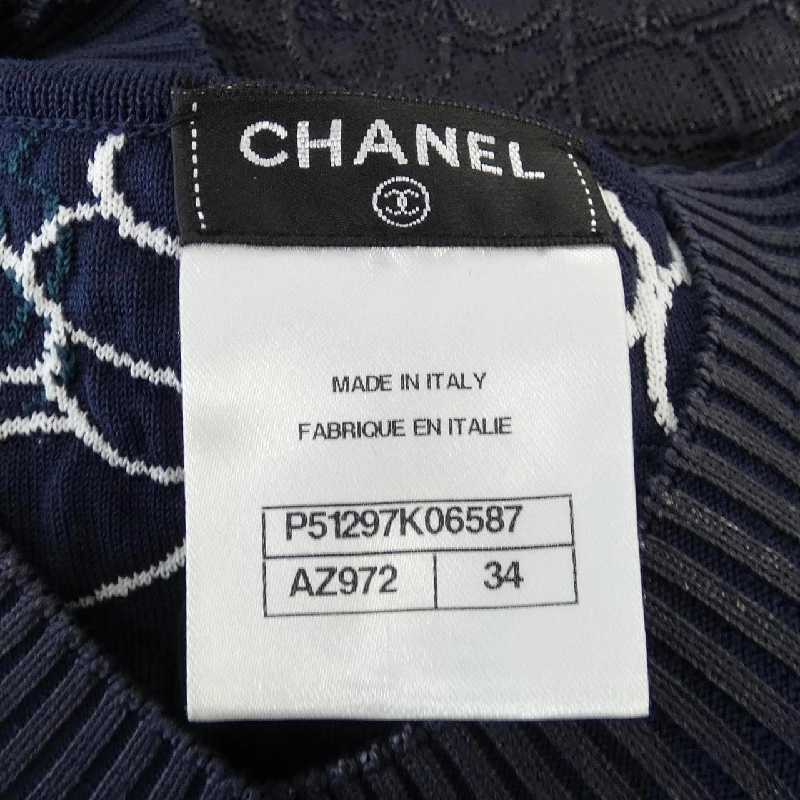 CHANEL
MADE IN ITALY
FABRIQUE EN ITALIE
P51297K06587
AZ972 34